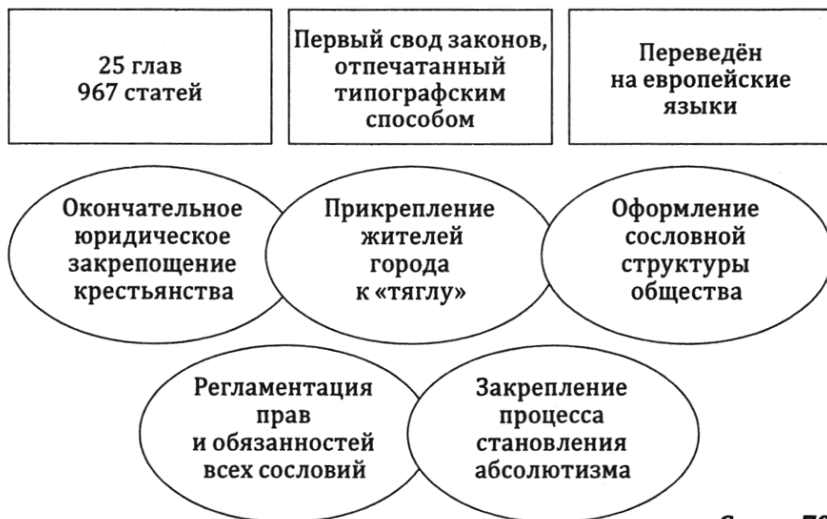 25 глав
967 статей
Первый свод законов,
отпечатанный
типографским
способом
Переведён
на европейские
языки
Окончательное
юридическое
закрепощение
крестьянства
Прикрепление
жителей
города
к «тяглу»
Оформление
сословной
структуры
общества
Регламентация
прав
и обязанностей
всех сословий
Закрепление
процесса
становления
абсолютизма